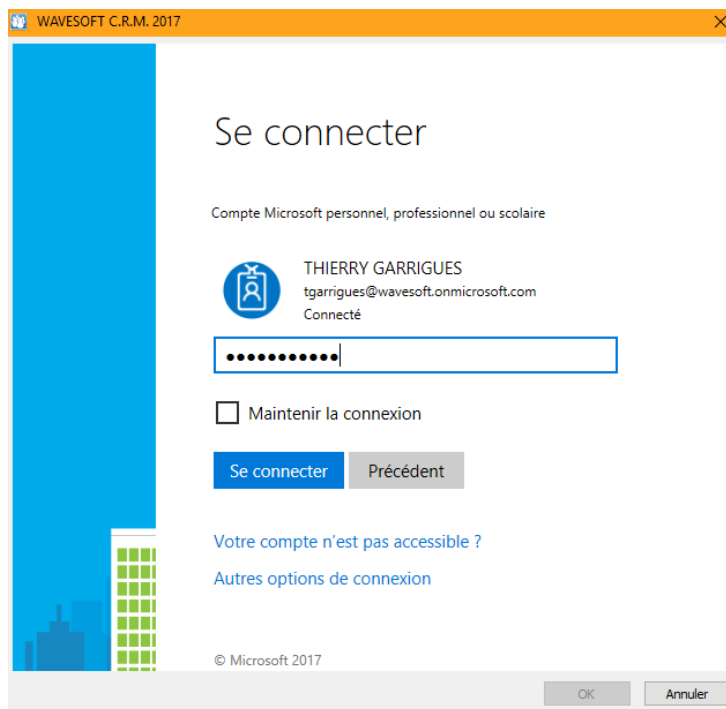 WAVESOFT C.R.M. 2017
Se connecter
Compte Microsoft personnel, professionnel ou scolaire
THIERRY GARRIGUES
tgarrigues@wavesoft.onmicrosoft.com
Connecté
●●●●●●●●●●●
Maintenir la connexion
Se connecter Précédent
Votre compte n'est pas accessible ?
Autres options de connexion
© Microsoft 2017
OK Annuler